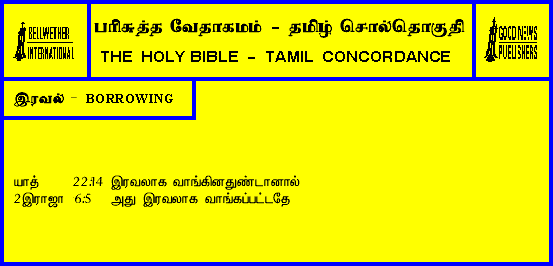 BELLWETHER
INTERNATIONAL
பரிசுத்த வேதாகமம் - தமிழ் சொல்தொகுதி
THE HOLY BIBLE - TAMIL CONCORDANCE
GOOD NEWS
PUBLISHERS
இரவல் - BORROWING
யாத் 22:14 இரவலாக வாங்கினதுண்டானால்
2இராஜா 6:5 அது இரவலாக வாங்கப்பட்டதே